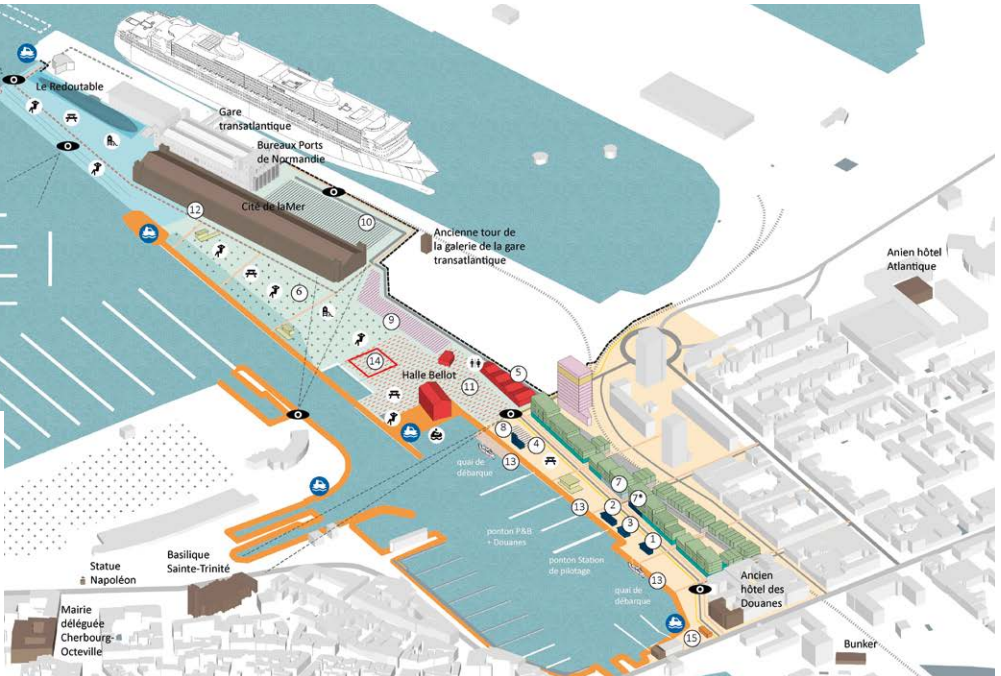 Le Redoutable
Gare
transatlantique
Bureaux Ports
de Normandie
12
Cité de laMer
10
Ancienne tour de
la galerie de la gare
transatlantique
Anien hôtel
Atlantique
6
9
14
Halle Bellot
11
5
8
4
quai de
débarque
13
7
7*
13
2
3
1
ponton P&B
+ Douanes
ponton Station
de pilotage
quai de
débarque
13
Basilique
Sainte-Trinité
Statue
Napoléon
Mairie
déléguée
Cherbourg-
Octeville
Ancien
hôtel des
Douanes
15
Bunker